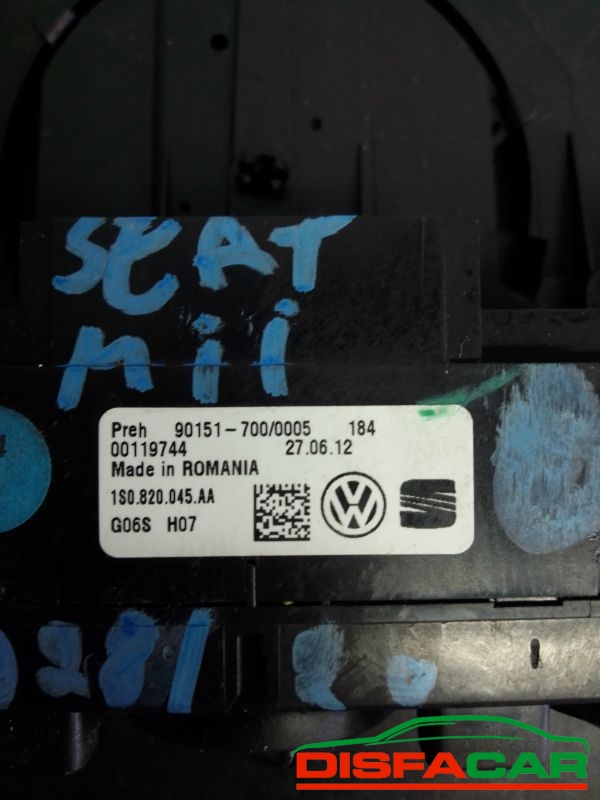 SEAT
Mii
Preh 90151-700/0005 184
00119744 27.06.12
Made in ROMANIA
1S0.820.045.AA
G06S H07
DISFACAR